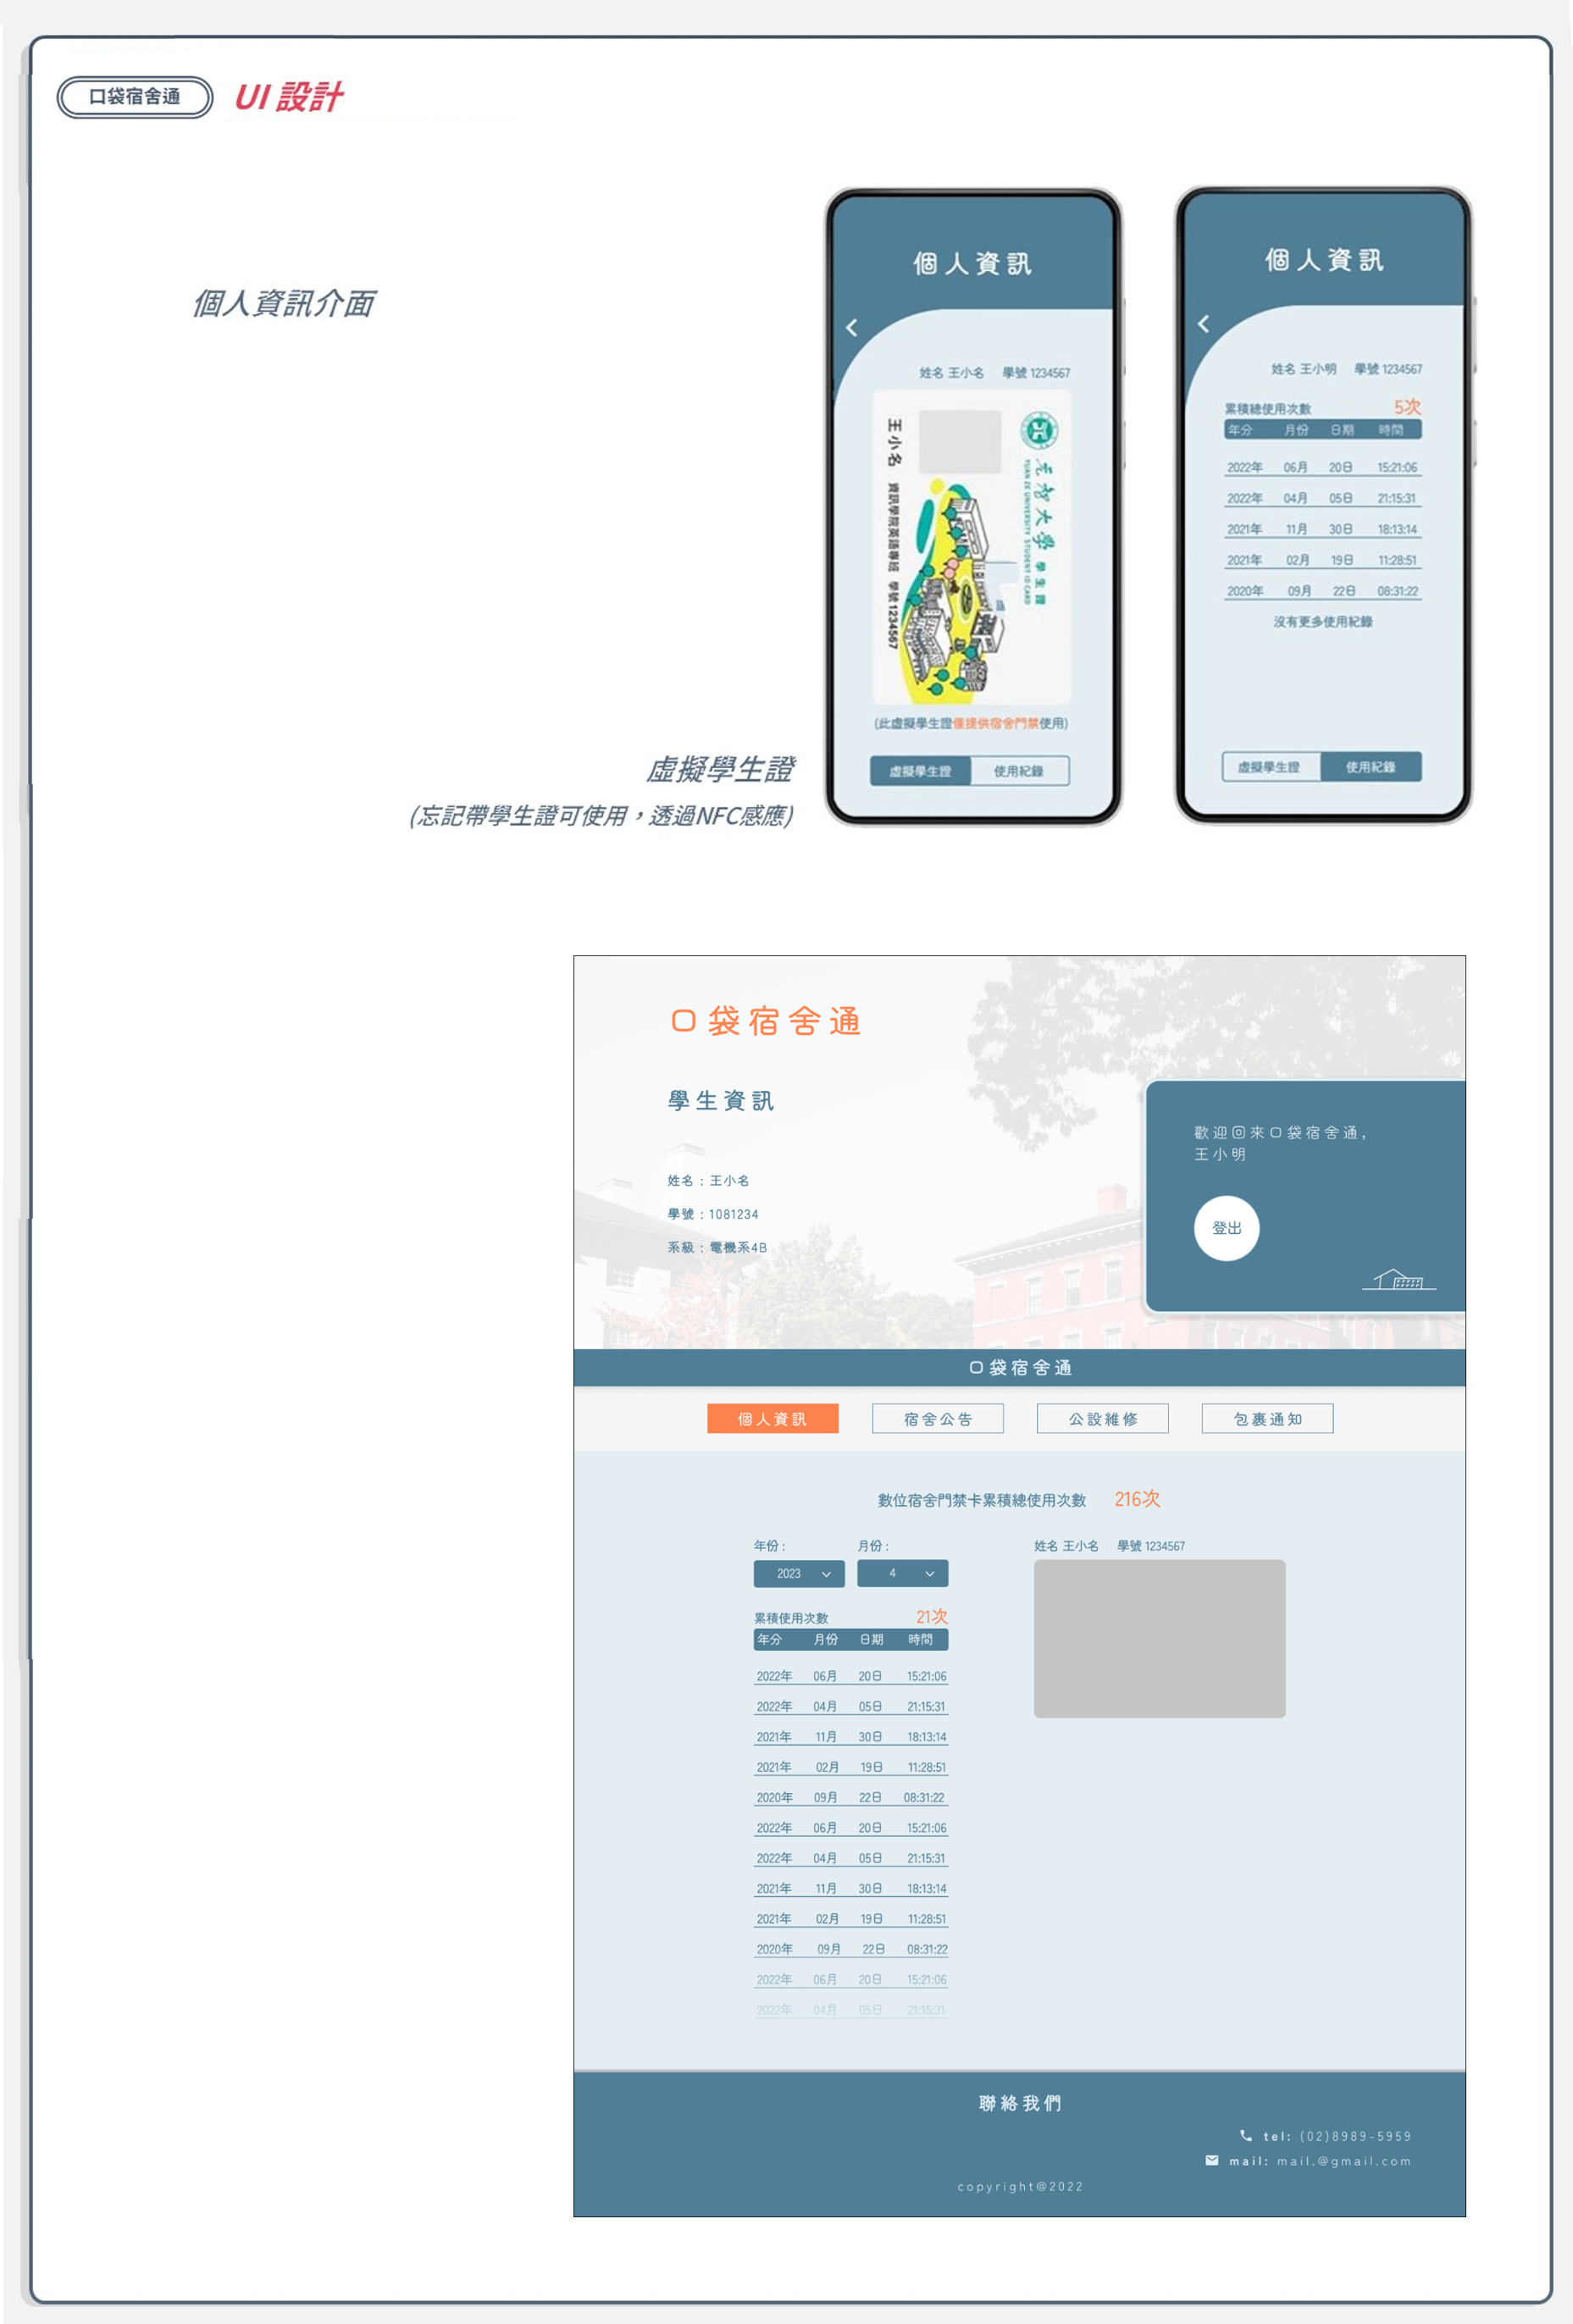 口袋宿舍通
UI 設計
個人資訊介面
虛擬學生證
(忘記帶學生證可使用，透過NFC感應)
個人資訊
姓名 王小名 學號 1234567
元智大學 學生證
YUAN ZE UNIVERSITY STUDENT ID CARD
王小名 資訊學院英語專班 學號 1234567
(此虛擬學生證僅提供宿舍門禁使用)
虛擬學生證 使用紀錄
個人資訊
姓名 王小明 學號 1234567
累積總使用次數 5次
年分 月份 日期 時間
2022年 06月 20日 15:21:06
2022年 04月 05日 21:15:31
2021年 11月 30日 18:13:14
2021年 02月 19日 11:28:51
2020年 09月 22日 08:31:22
沒有更多使用紀錄
虛擬學生證 使用紀錄
口袋宿舍通
學生資訊
姓名：王小名
學號：1081234
系級：電機系4B
歡迎回來口袋宿舍通,
王小明
登出
口袋宿舍通
個人資訊 宿舍公告 公設維修 包裹通知
數位宿舍門禁卡累積總使用次數 216次
年份： 月份：
2023 4
累積使用次數 21次
年分 月份 日期 時間
2022年 06月 20日 15:21:06
2022年 04月 05日 21:15:31
2021年 11月 30日 18:13:14
2021年 02月 19日 11:28:51
2020年 09月 22日 08:31:22
2022年 06月 20日 15:21:06
2022年 04月 05日 21:15:31
2021年 11月 30日 18:13:14
2021年 02月 19日 11:28:51
2020年 09月 22日 08:31:22
2022年 06月 20日 15:21:06
2022年 04月 05日 21:15:31
姓名 王小名 學號 1234567
聯絡我們
tel: (02)8989-5959
mail: mail.@gmail.com
copyright@2022